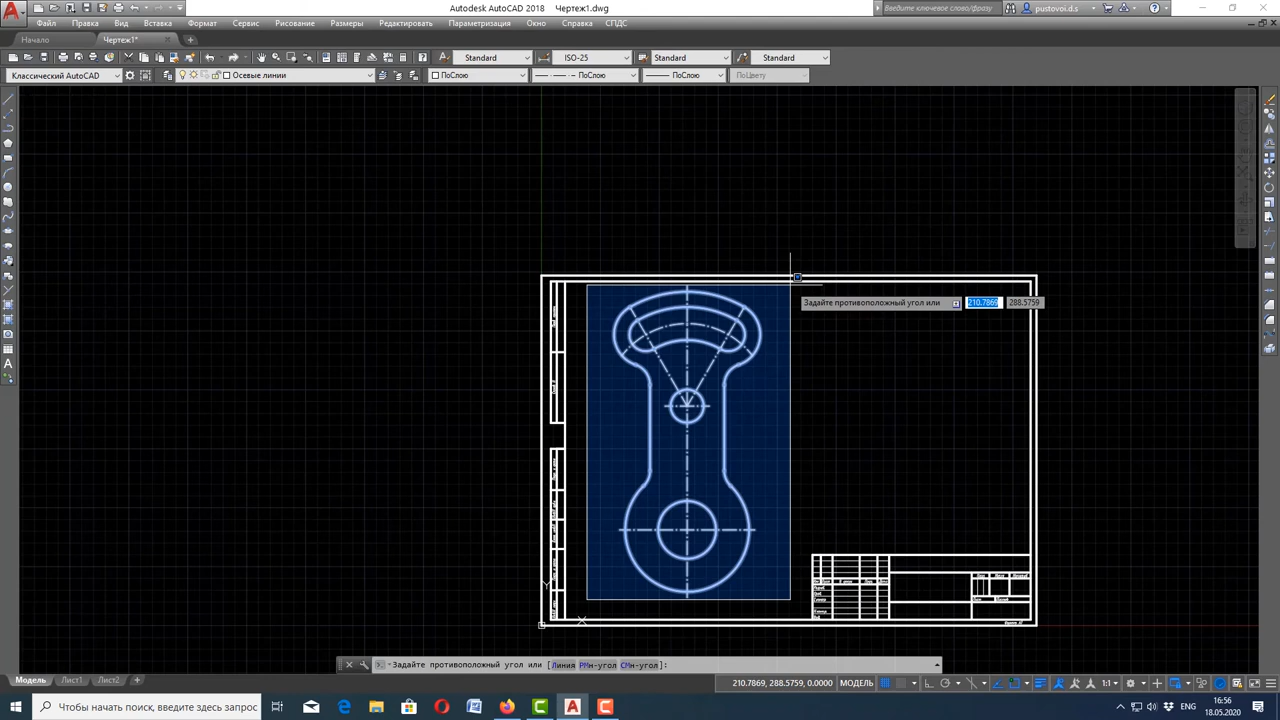 Autodesk AutoCAD 2018 Чертеж1.dwg
Введите ключевое слово/фразу
pustovoi.d.s
Файл Правка Вид Вставка Формат Сервис Рисование Размеры Редактировать Параметризация Окно Справка СПДС
Начало Чертеж1*
Standard ISO-25 Standard Standard
Классический AutoCAD Осевые линии ПоСлою ПоСлою ПоСлою ПоЦвету
Задайте противоположный угол или 210.7869 288.5759
Y
X
Задайте противоположный угол или [Линия РМн-угол СМн-угол]:
Модель Лист1 Лист2
210.7869, 288.5759, 0.0000 МОДЕЛЬ 1:1
Чтобы начать поиск, введите здесь запрос
ENG 16:56
18.05.2020